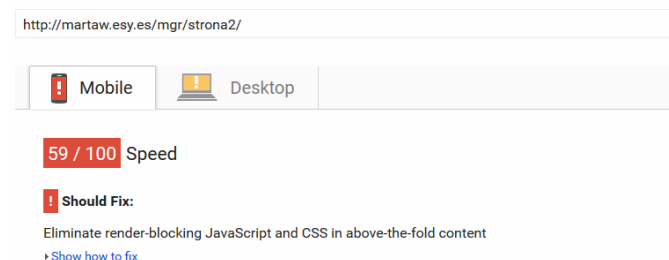 http://martaw.esy.es/mgr/strona2/
Mobile Desktop
59 / 100 Speed
! Should Fix:
Eliminate render-blocking JavaScript and CSS in above-the-fold content
Show how to fix